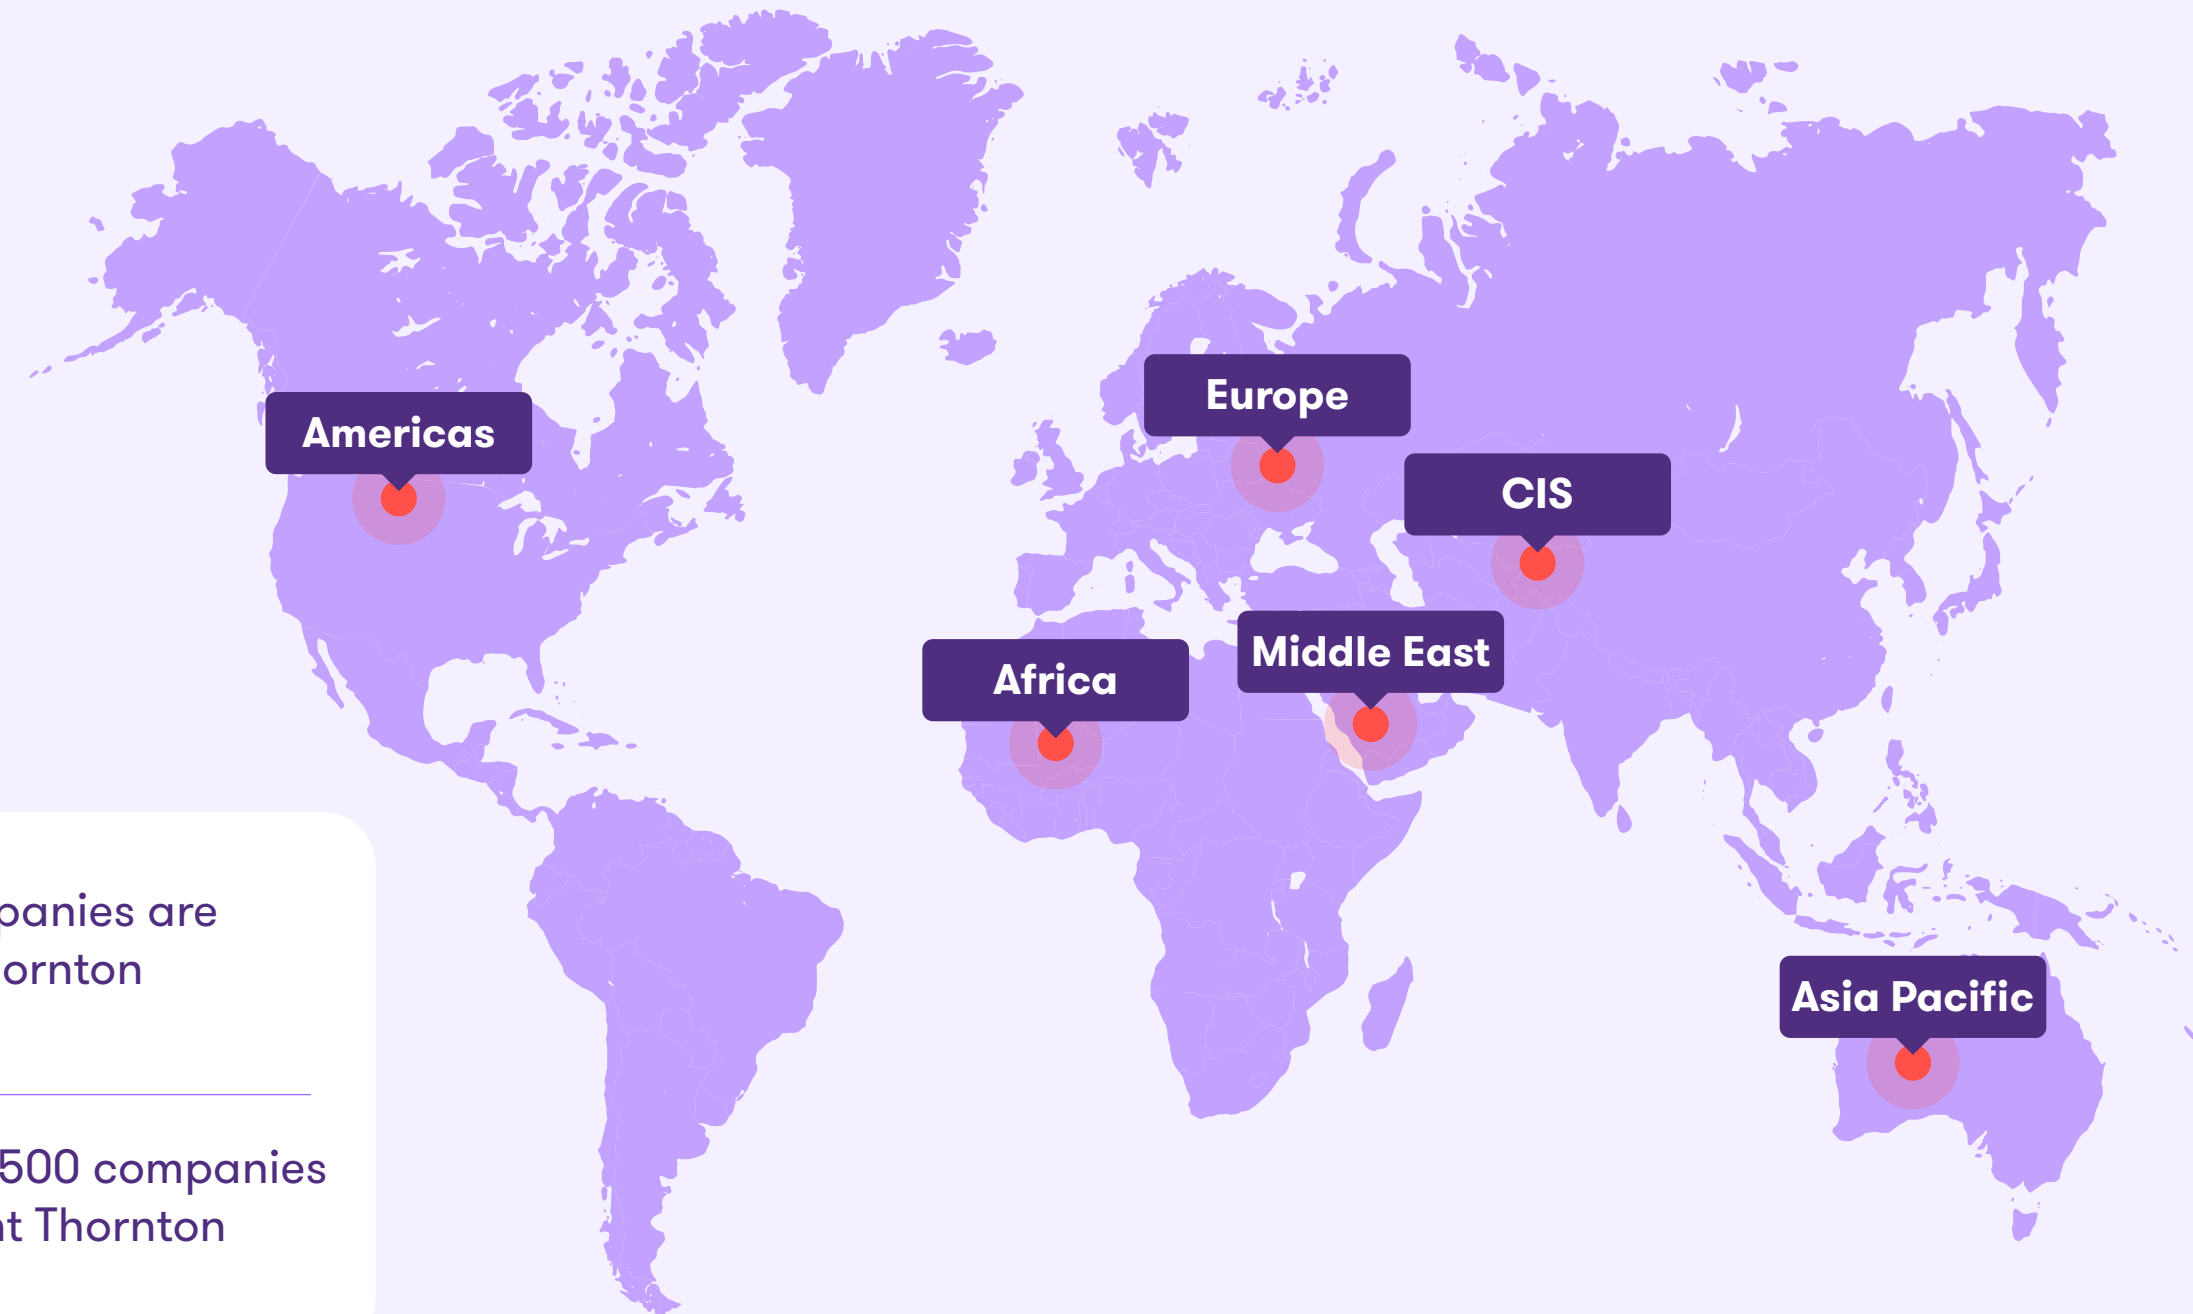 Europe
Americas
CIS
Middle East
Africa
panies are
ornton
Asia Pacific
500 companies
t Thornton